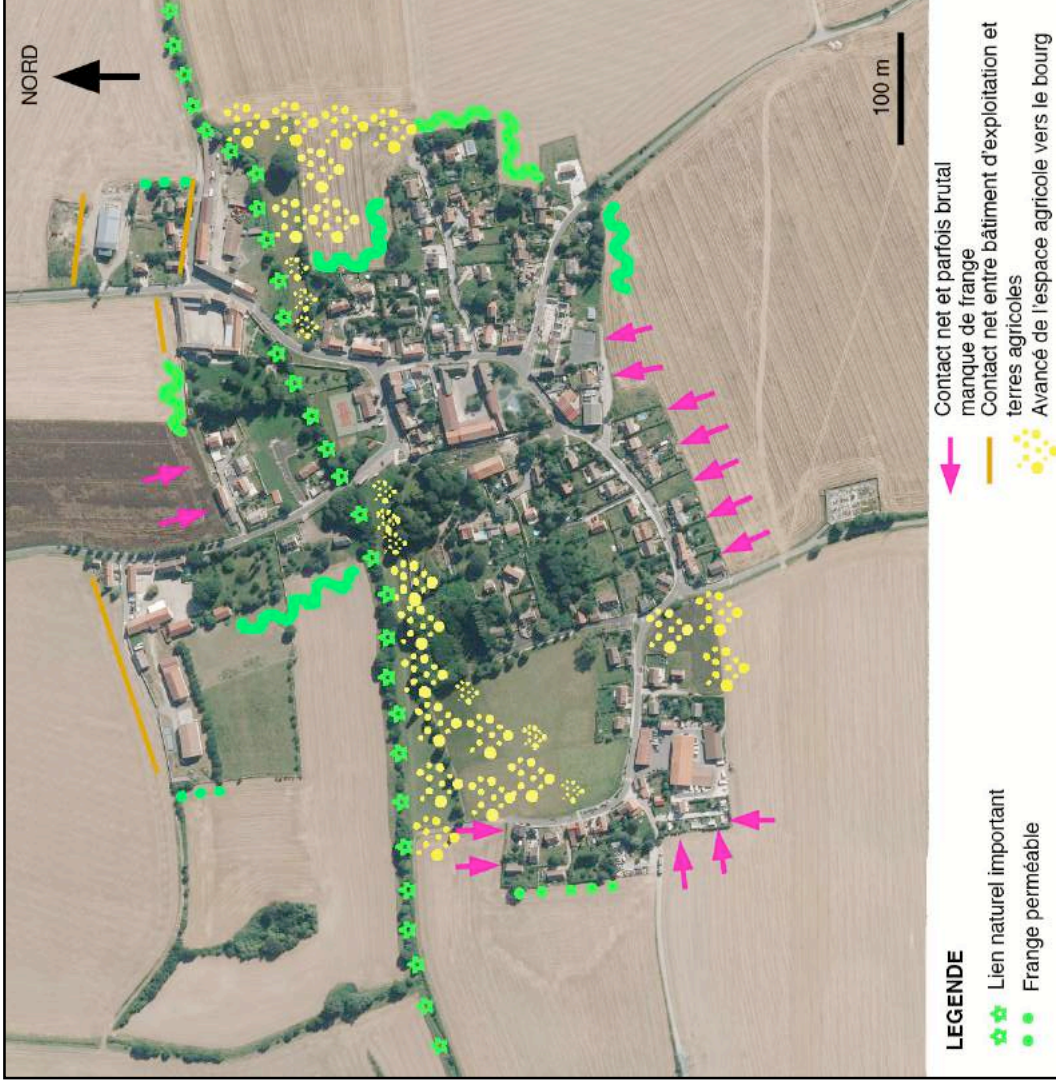 NORD
100 m
LEGENDE
Lien naturel important
Frange perméable
Contact net et parfois brutal
manque de frange
Contact net entre bâtiment d'exploitation et
terres agricoles
Avancé de l'espace agricole vers le bourg